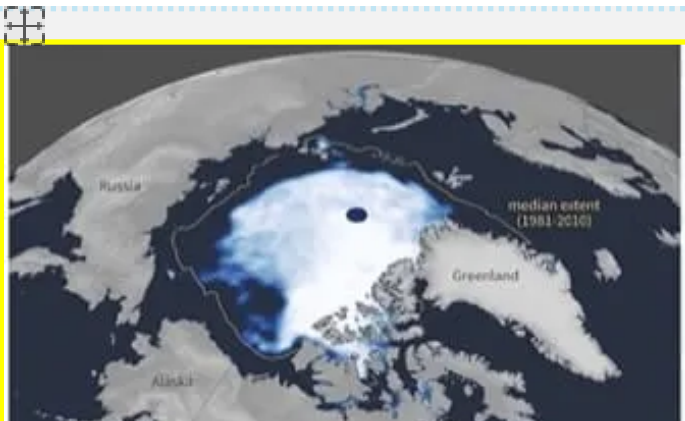 Russia
median extent
(1981-2010)
Greenland
Alaska